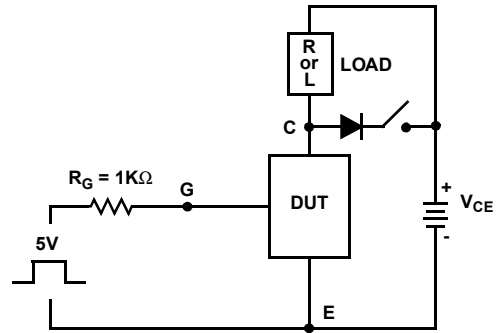 R
or
L
LOAD
C
R_G = 1KΩ
G
DUT
+
V_CE
-
5V
E